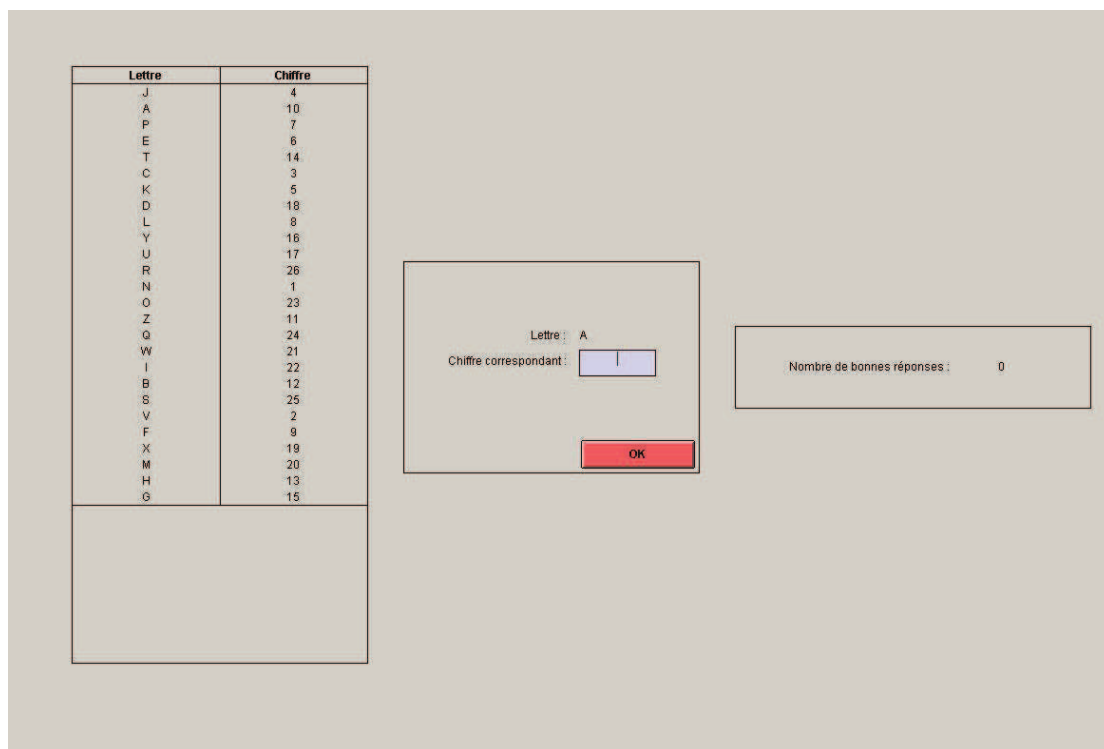 Lettre Chiffre
J 4
A 10
P 7
E 6
T 14
C 3
K 5
D 18
L 8
Y 16
U 17
R 26
N 1
O 23
Z 11
Q 24
W 21
I 22
B 12
S 25
V 2
F 9
X 19
M 20
H 13
G 15
Lettre : A
Chiffre correspondant :
OK
Nombre de bonnes réponses : 0